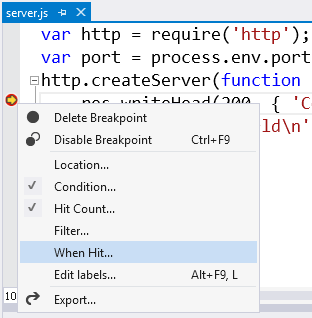 server.js
var http = require('http');
var port = process.env.port
http.createServer(function
res.writeHead(200, { 'Co
ld\n'
Delete Breakpoint
Disable Breakpoint Ctrl+F9
Location...
Condition...
Hit Count...
Filter...
When Hit...
Edit labels... Alt+F9, L
Export...
10